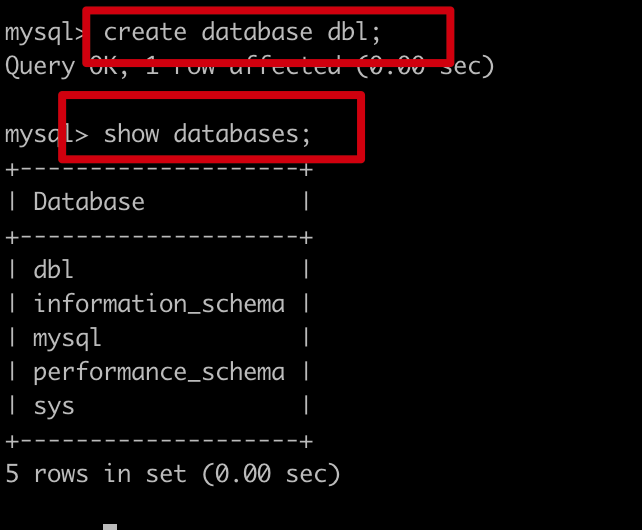 mysql> create database dbl;
Query OK, 1 row affected (0.00 sec)
mysql> show databases;
+--------------------+
| Database           |
+--------------------+
| dbl                |
| information_schema |
| mysql              |
| performance_schema |
| sys                |
+--------------------+
5 rows in set (0.00 sec)